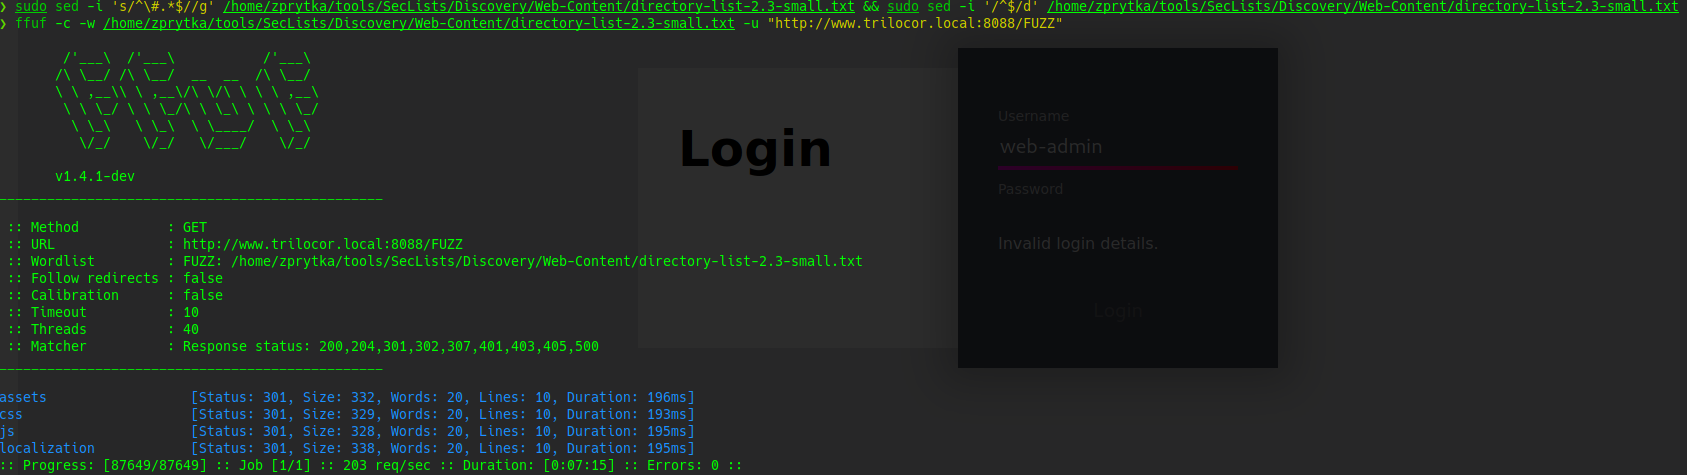 ❯ sudo sed -i 's/^\#.*$//g' /home/zprytka/tools/SecLists/Discovery/Web-Content/directory-list-2.3-small.txt && sudo sed -i '/^$/d' /home/zprytka/tools/SecLists/Discovery/Web-Content/directory-list-2.3-small.txt
❯ ffuf -c -w /home/zprytka/tools/SecLists/Discovery/Web-Content/directory-list-2.3-small.txt -u "http://www.trilocor.local:8088/FUZZ"
v1.4.1-dev
:: Method : GET
:: URL : http://www.trilocor.local:8088/FUZZ
:: Wordlist : FUZZ: /home/zprytka/tools/SecLists/Discovery/Web-Content/directory-list-2.3-small.txt
:: Follow redirects : false
:: Calibration : false
:: Timeout : 10
:: Threads : 40
:: Matcher : Response status: 200,204,301,302,307,401,403,405,500
assets [Status: 301, Size: 332, Words: 20, Lines: 10, Duration: 196ms]
css [Status: 301, Size: 329, Words: 20, Lines: 10, Duration: 193ms]
js [Status: 301, Size: 328, Words: 20, Lines: 10, Duration: 195ms]
localization [Status: 301, Size: 338, Words: 20, Lines: 10, Duration: 195ms]
:: Progress: [87649/87649] :: Job [1/1] :: 203 req/sec :: Duration: [0:07:15] :: Errors: 0 ::
Login
Username
web-admin
Password
Invalid login details.
Login